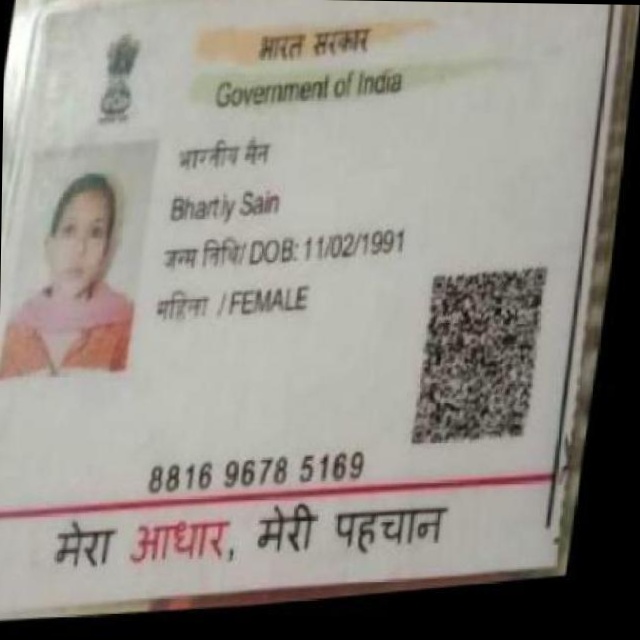 भारत सरकार
Government of India
भारतीय सैन
Bhartiy Sain
जन्म तिथि/ DOB: 11/02/1991
महिला / FEMALE
8816 9678 5169
मेरा आधार, मेरी पहचान